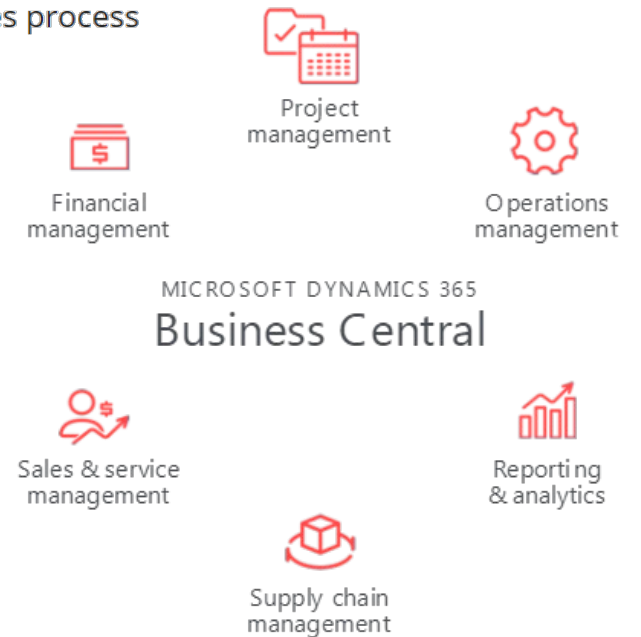 es process
Project
management
Financial
management
Operations
management
MICROSOFT DYNAMICS 365
Business Central
Sales & service
management
Reporting
& analytics
Supply chain
management